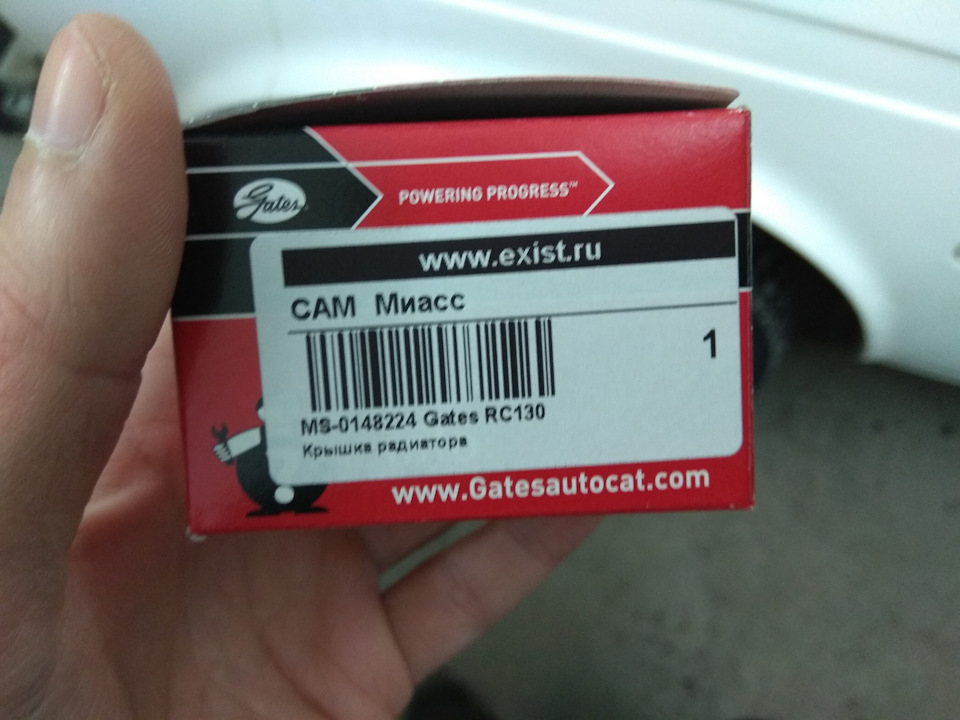 Gates
POWERING PROGRESS™
www.exist.ru
САМ Миасс
1
MS-0148224 Gates RC130
Крышка радиатора
www.Gatesautocat.com